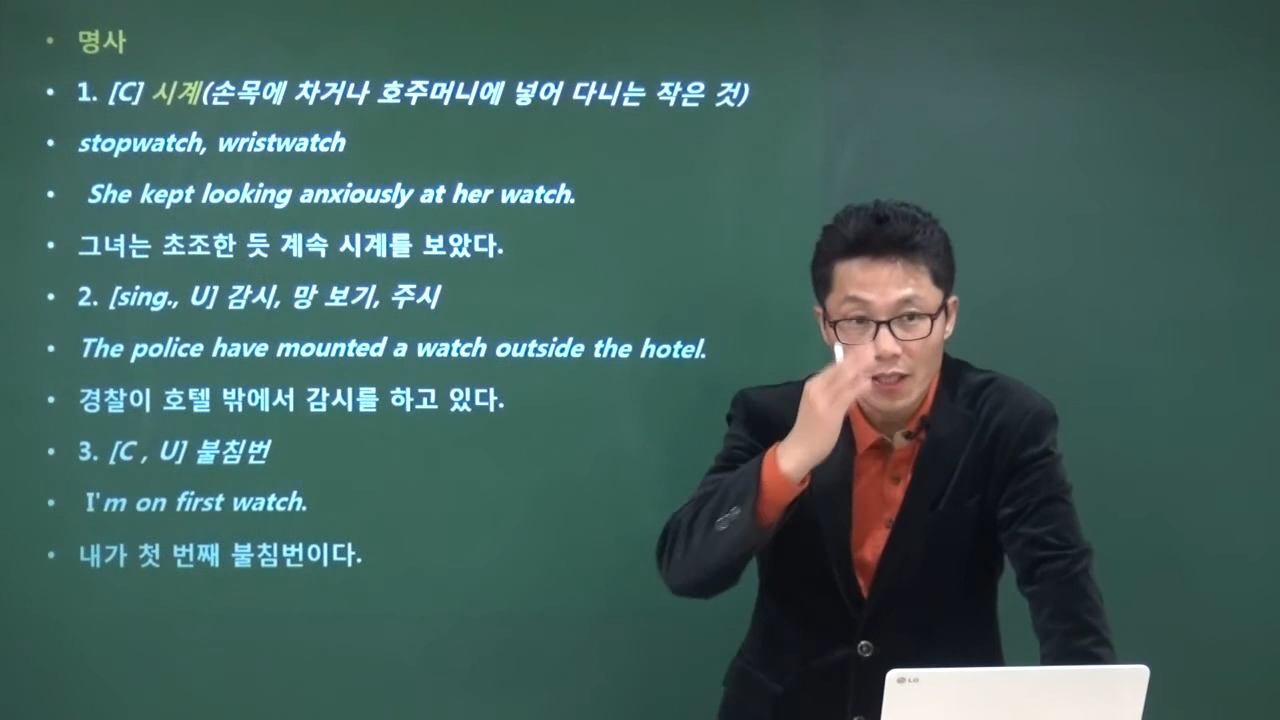 • 명사
• 1. [C] 시계(손목에 차거나 호주머니에 넣어 다니는 작은 것)
• stopwatch, wristwatch
• She kept looking anxiously at her watch.
• 그녀는 초조한 듯 계속 시계를 보았다.
• 2. [sing., U] 감시, 망 보기, 주시
• The police have mounted a watch outside the hotel.
• 경찰이 호텔 밖에서 감시를 하고 있다.
• 3. [C , U] 불침번
• I'm on first watch.
• 내가 첫 번째 불침번이다.
LG